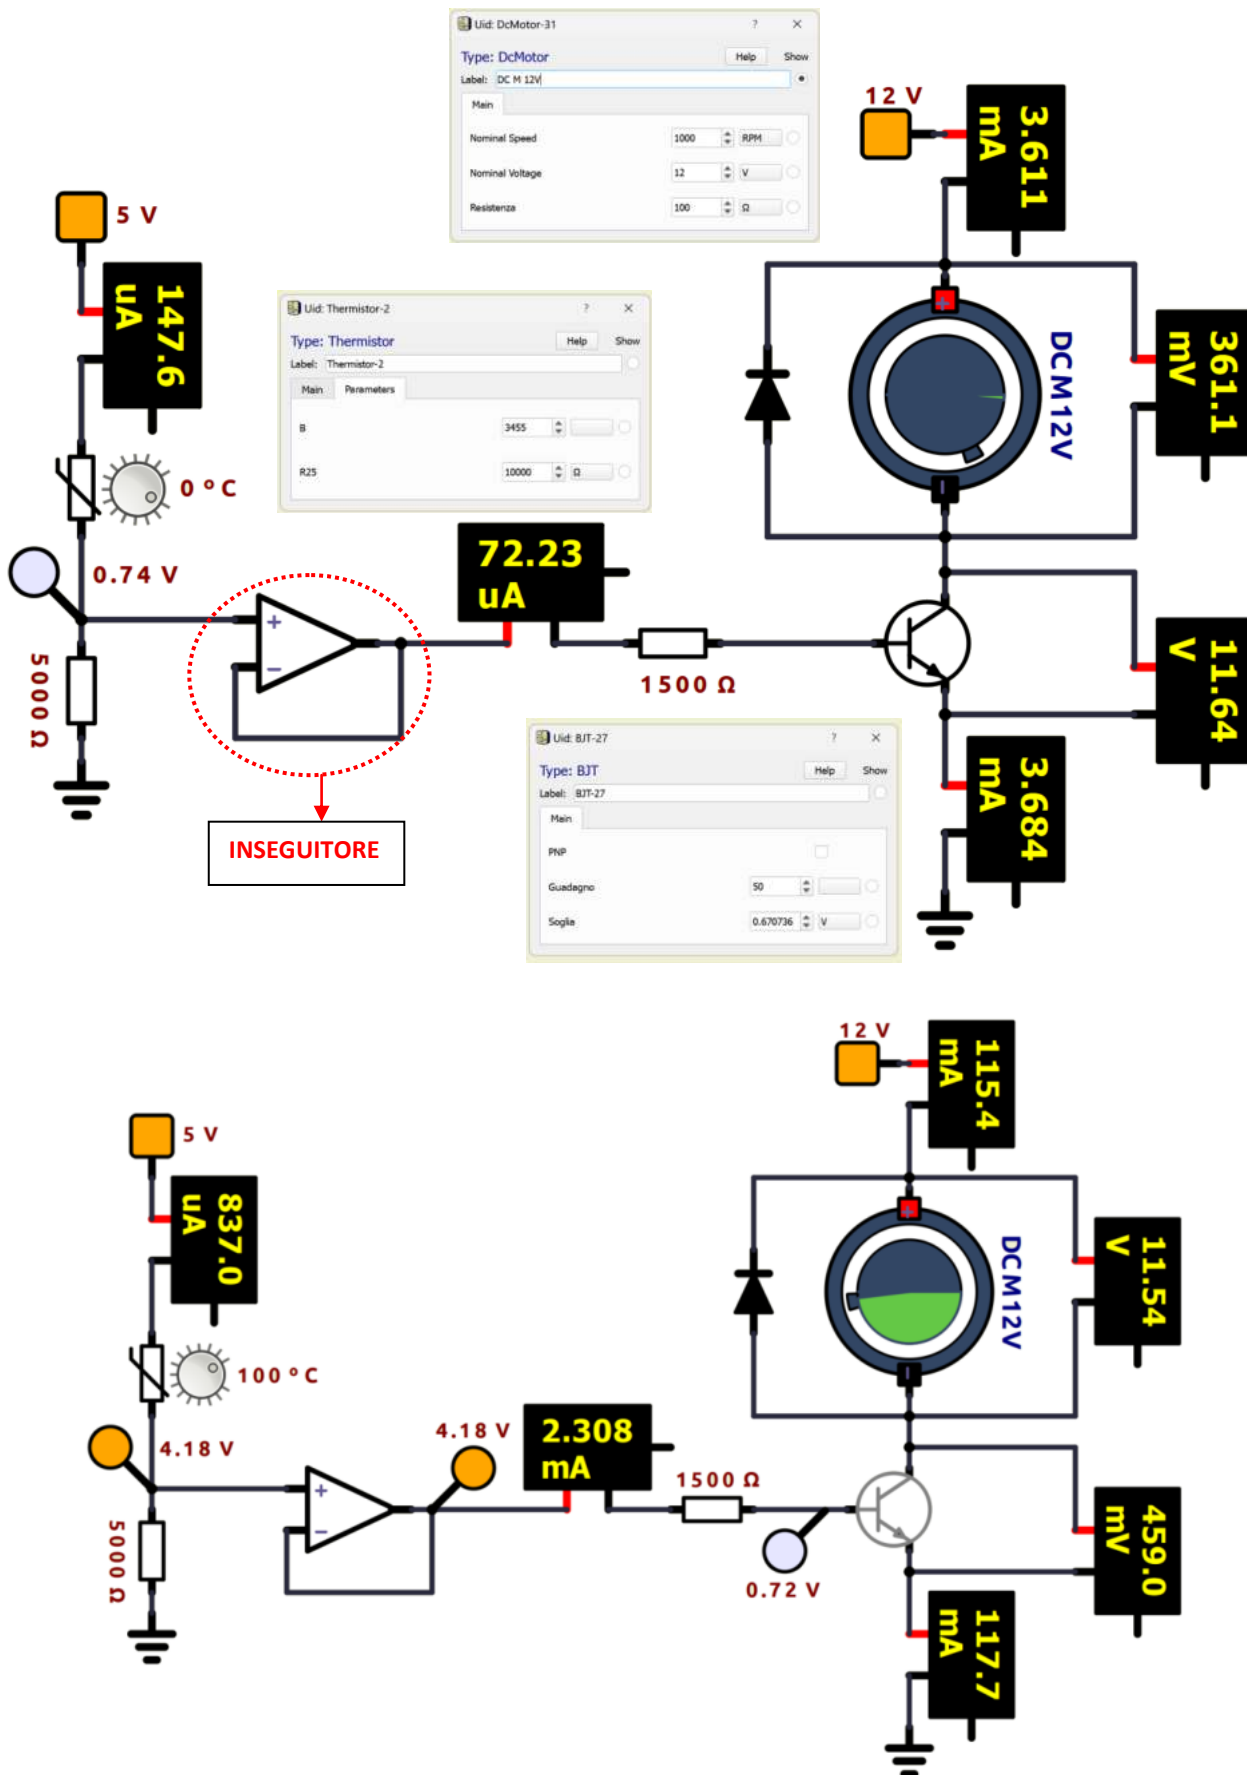 Uid: DcMotor-31 ? ×
Type: DcMotor Help Show
Label: DC M 12V
Main
Nominal Speed 1000 RPM
Nominal Voltage 12 V
Resistenza 100 Ω
12 V
3.611
mA
5 V
147.6
uA
Uid: Thermistor-2 ? ×
Type: Thermistor Help Show
Label: Thermistor-2
Main Parameters
B 3455
R25 10000 Ω
DC M 12V
361.1
mV
0 ° C
0.74 V
72.23
uA
+
−
5000 Ω
1500 Ω
11.64
V
INSEGUITORE
Uid: BJT-27 ? ×
Type: BJT Help Show
Label: BJT-27
Main
PNP
Guadagno 50
Soglia 0.670736 V
3.684
mA
12 V
115.4
mA
5 V
837.0
uA
DC M 12V
11.54
V
100 ° C
4.18 V
4.18 V
2.308
mA
1500 Ω
+
−
5000 Ω
0.72 V
459.0
mV
117.7
mA